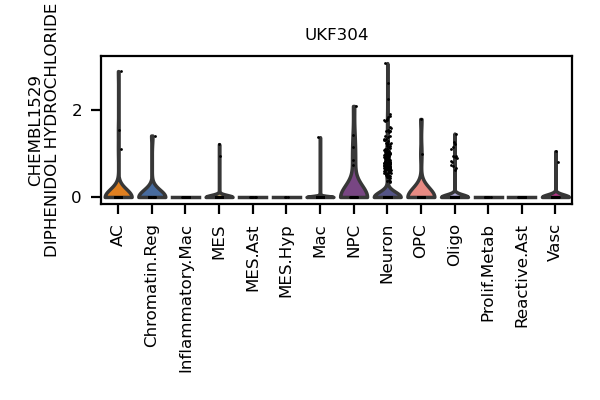 UKF304
CHEMBL1529
DIPHENIDOL HYDROCHLORIDE
2
0
AC
Chromatin.Reg
Inflammatory.Mac
MES
MES.Ast
MES.Hyp
Mac
NPC
Neuron
OPC
Oligo
Prolif.Metab
Reactive.Ast
Vasc